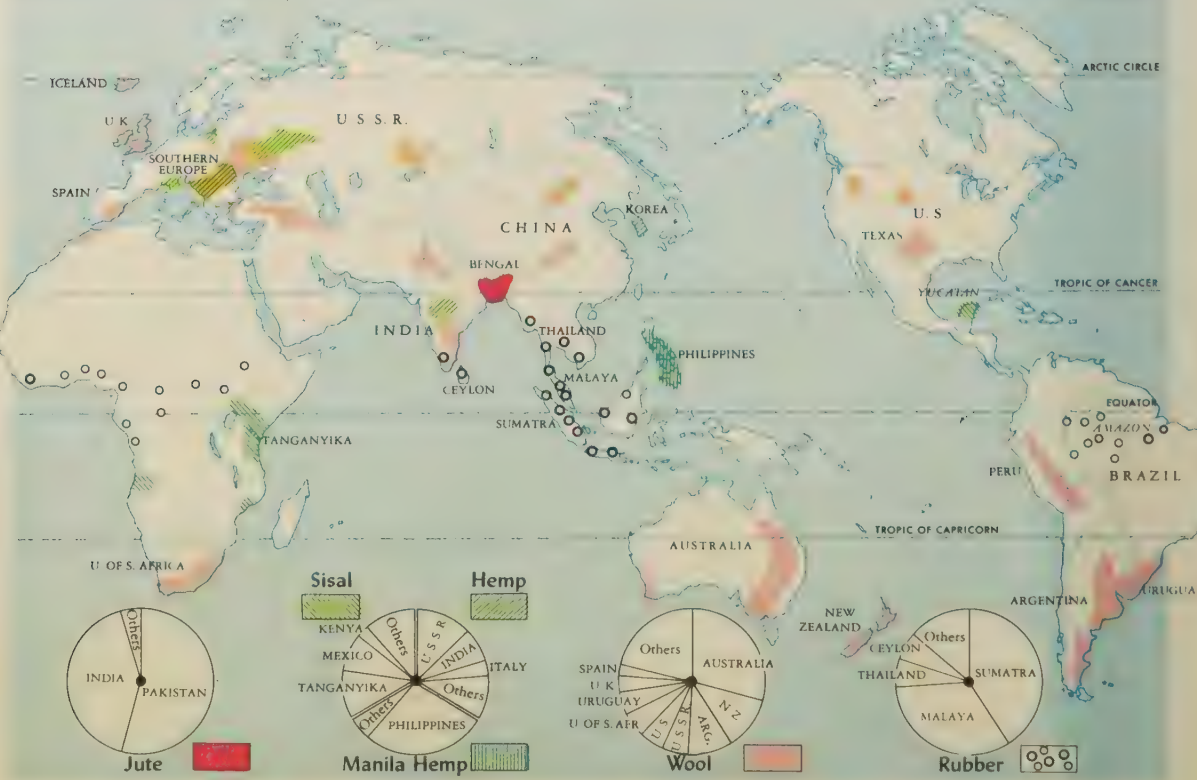 ARCTIC CIRCLE
ICELAND
U K
U S S. R.
SOUTHERN
EUROPE
SPAIN
KOREA
U. S
CHINA
TEXAS
BENGAL
TROPIC OF CANCER
YUCATAN
INDIA
THAILAND
PHILIPPINES
MALAYA
CEYLON
EQUATOR
SUMATRA
AMAZON
TANGANYIKA
PERU
BRAZIL
TROPIC OF CAPRICORN
AUSTRALIA
U OF S. AFRICA
ARGENTINA
URUGUA
NEW
ZEALAND
Sisal
Hemp
Others
INDIA
PAKISTAN
Jute
KENYA
Others
U S S R
INDIA
MEXICO
ITALY
TANGANYIKA
Others
Others
PHILIPPINES
Manila Hemp
Others
AUSTRALIA
SPAIN
U K
URUGUAY
N Z
U OF S. AFR
US
U S S R
ARG.
Wool
CEYLON
Others
THAILAND
SUMATRA
MALAYA
Rubber